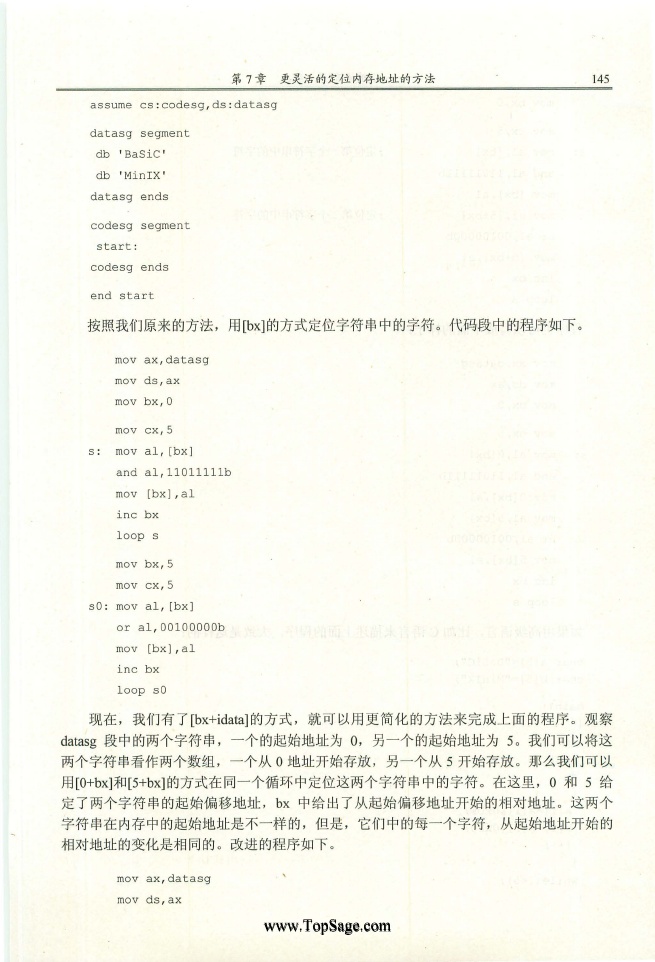 第 7 章 更灵活的定位内存地址的方法 145
assume cs:codesg,ds:datasg
datasg segment
db 'BaSiC'
db 'MinIX'
datasg ends
codesg segment
start:
codesg ends
end start
按照我们原来的方法，用[bx]的方式定位字符串中的字符。代码段中的程序如下。
mov ax,datasg
mov ds,ax
mov bx,0
mov cx,5
s: mov al,[bx]
and al,11011111b
mov [bx],al
inc bx
loop s
mov bx,5
mov cx,5
s0: mov al,[bx]
or al,00100000b
mov [bx],al
inc bx
loop s0
现在，我们有了[bx+idata]的方式，就可以用更简化的方法来完成上面的程序。观察
datasg 段中的两个字符串，一个的起始地址为 0，另一个的起始地址为 5。我们可以将这
两个字符串看作两个数组，一个从 0 地址开始存放，另一个从 5 开始存放。那么我们可以
用[0+bx]和[5+bx]的方式在同一个循环中定位这两个字符串中的字符。在这里，0 和 5 给
定了两个字符串的起始偏移地址，bx 中给出了从起始偏移地址开始的相对地址。这两个
字符串在内存中的起始地址是不一样的，但是，它们中的每一个字符，从起始地址开始的
相对地址的变化是相同的。改进的程序如下。
mov ax,datasg
mov ds,ax
www.TopSage.com